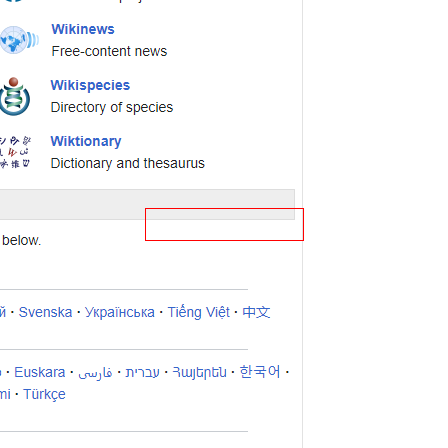 Wikinews
Free-content news
Wikispecies
Directory of species
Wiktionary
Dictionary and thesaurus
below.
Svenska · Українська · Tiếng Việt · 中文
· Euskara · فارسی · עברית · Հայերեն · 한국어 ·
· Türkçe